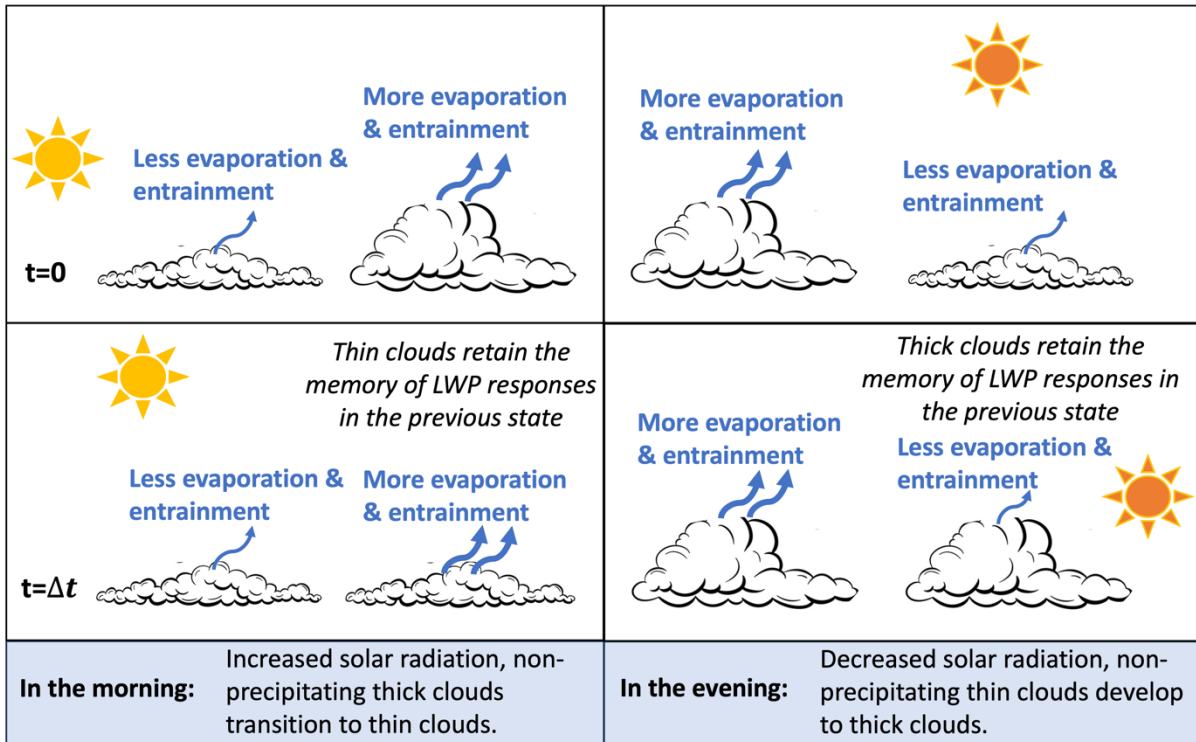 More evaporation
& entrainment
Less evaporation &
entrainment
t=0
More evaporation
& entrainment
Less evaporation &
entrainment
Thin clouds retain the
memory of LWP responses
in the previous state
Less evaporation &
entrainment
More evaporation
& entrainment
t=Δt
Thick clouds retain the
memory of LWP responses in
the previous state
More evaporation
& entrainment
Less evaporation &
entrainment
In the morning:
Increased solar radiation, non-
precipitating thick clouds
transition to thin clouds.
In the evening:
Decreased solar radiation, non-
precipitating thin clouds develop
to thick clouds.